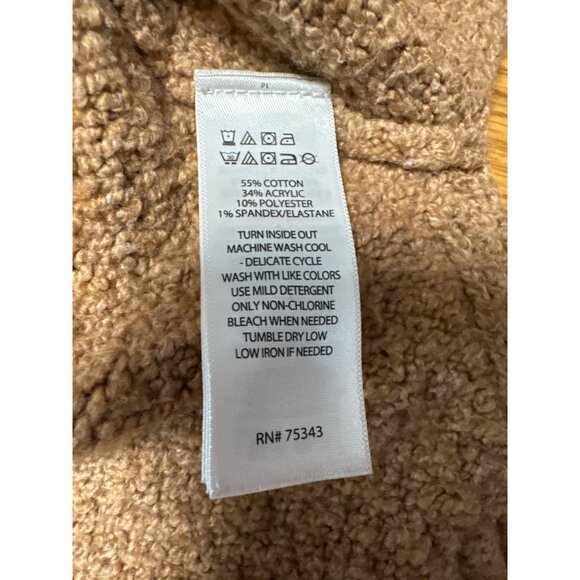 P1
30
55% COTTON
34% ACRYLIC
10% POLYESTER
1% SPANDEX/ELASTANE
TURN INSIDE OUT
MACHINE WASH COOL
- DELICATE CYCLE
WASH WITH LIKE COLORS
USE MILD DETERGENT
ONLY NON-CHLORINE
BLEACH WHEN NEEDED
TUMBLE DRY LOW
LOW IRON IF NEEDED
RN# 75343